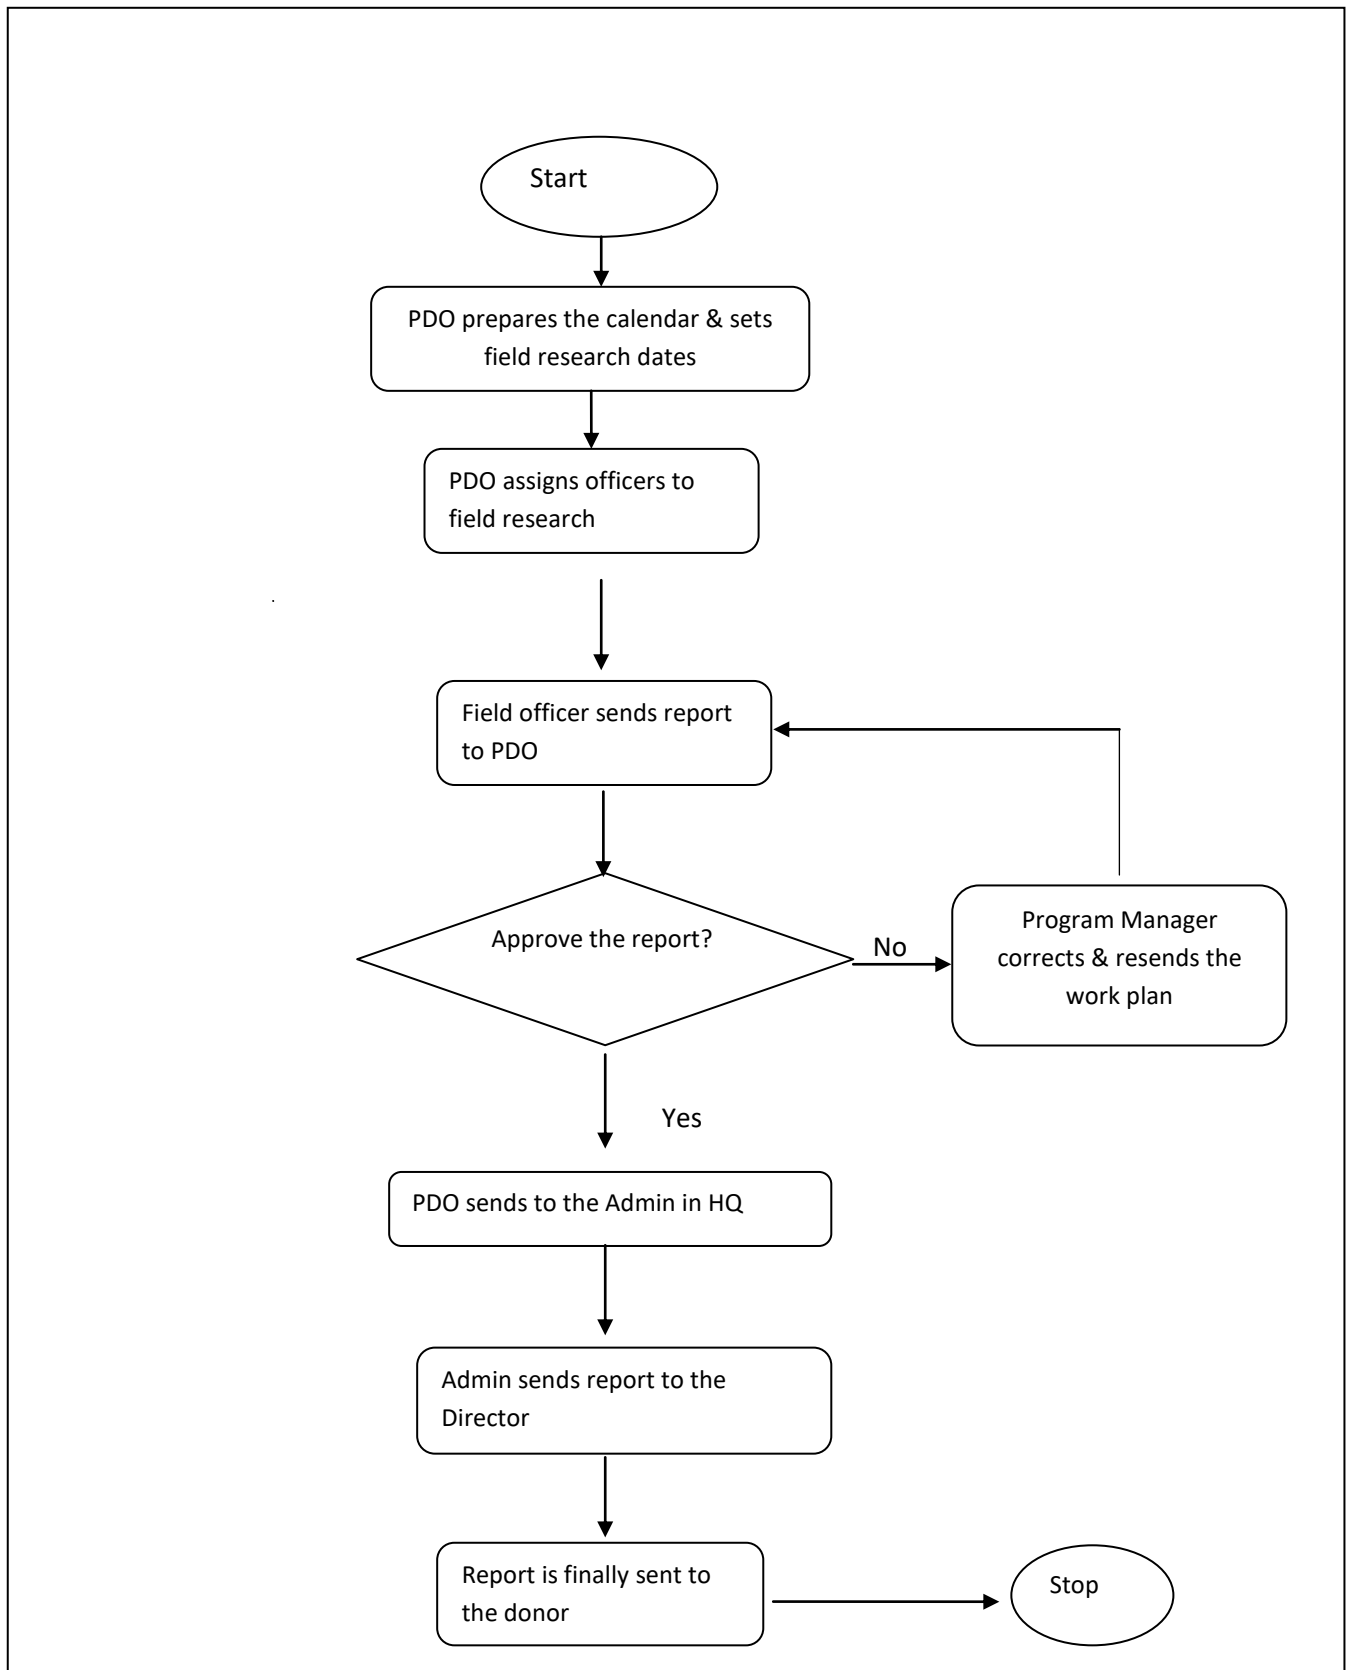 Start
PDO prepares the calendar & sets
field research dates
PDO assigns officers to
field research
Field officer sends report
to PDO
Approve the report?
No
Program Manager
corrects & resends the
work plan
Yes
PDO sends to the Admin in HQ
Admin sends report to the
Director
Report is finally sent to
the donor
Stop